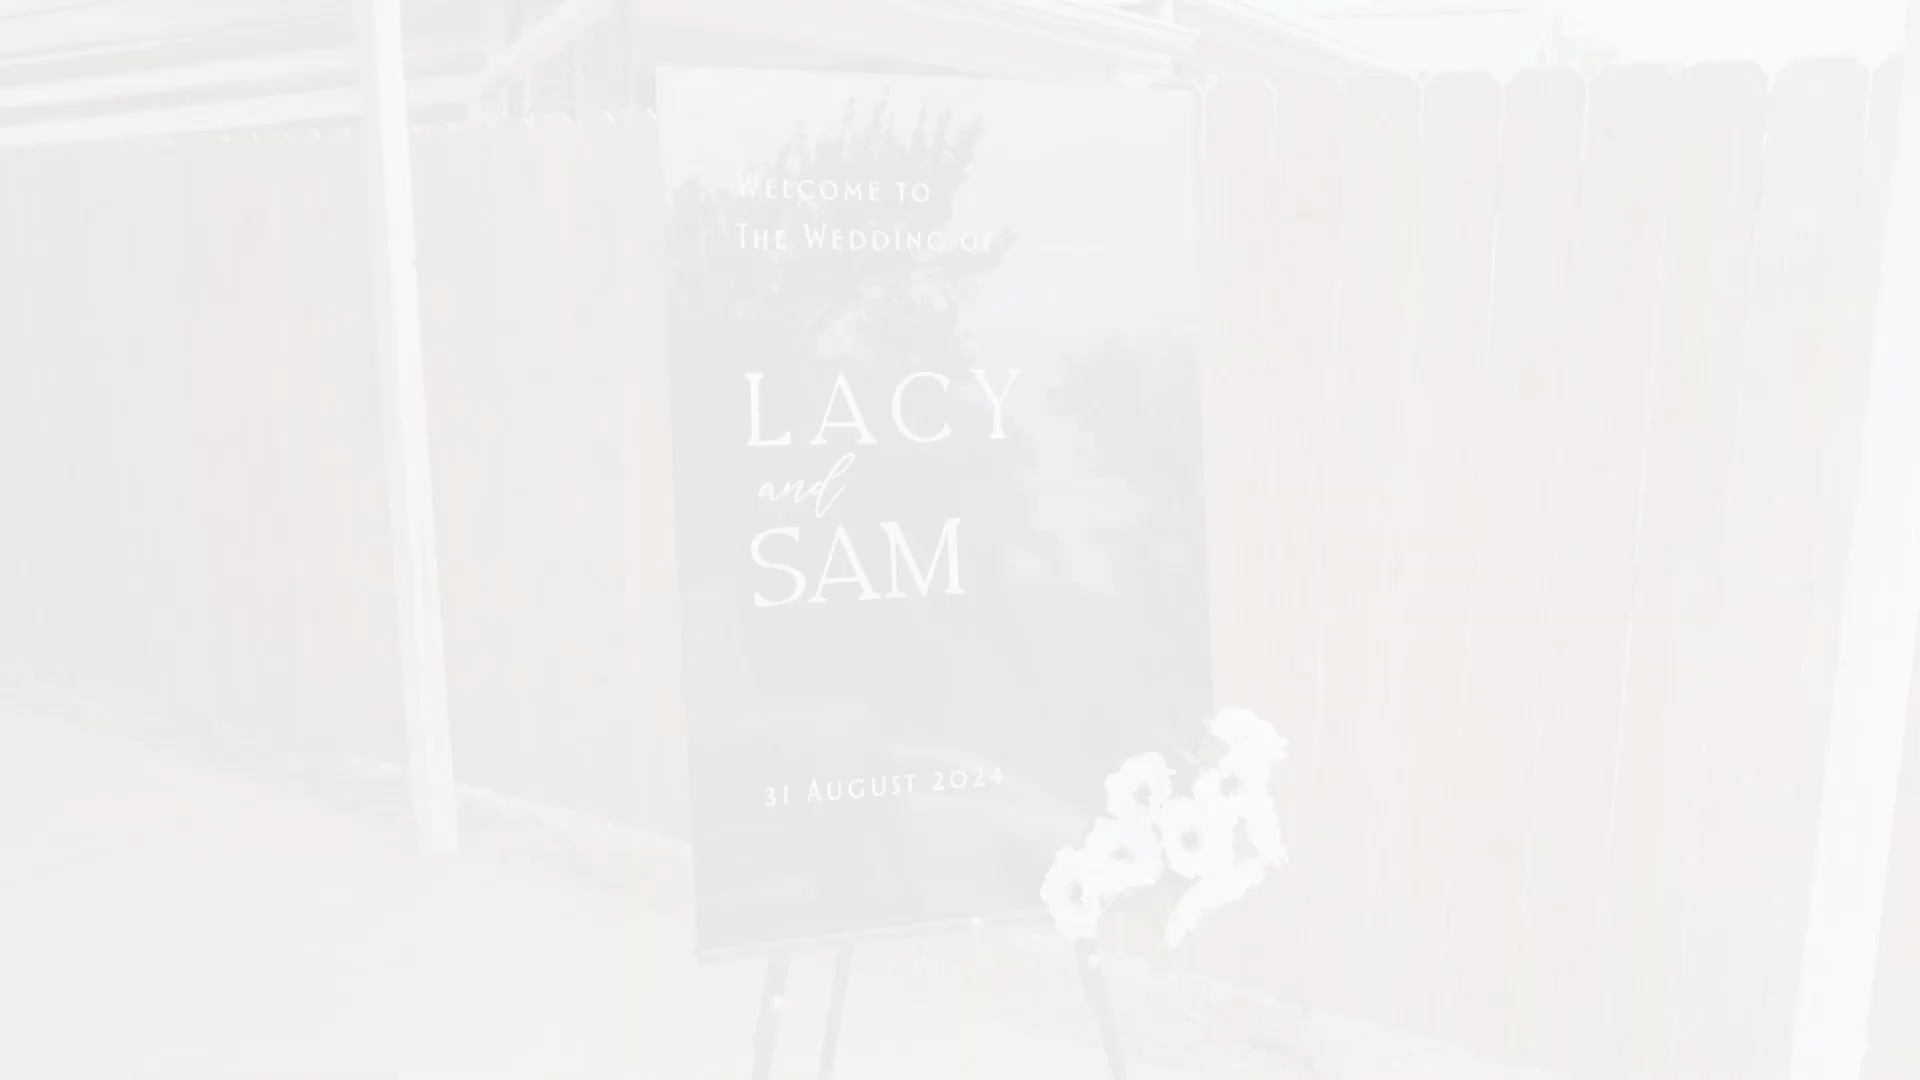 WELCOME TO
THE WEDDING OF
LACY
and
SAM
31 AUGUST 2024